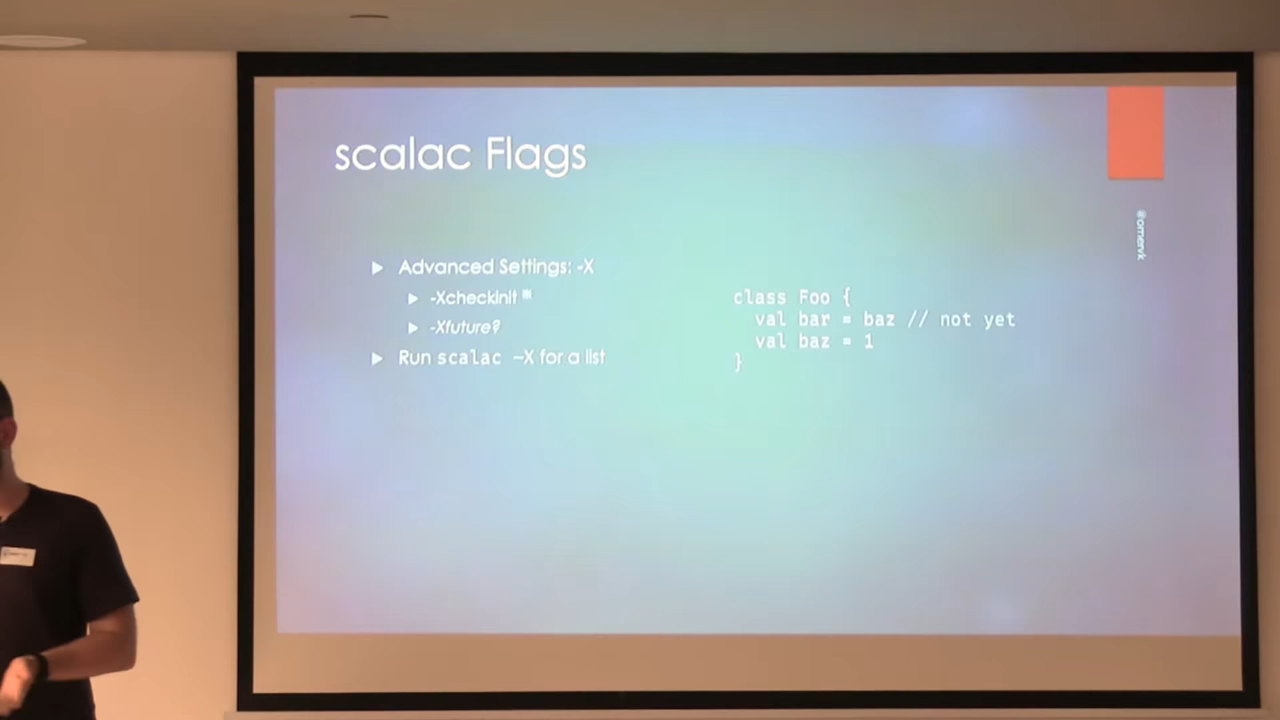 scalac Flags
@omervk
Advanced Settings: -X
-Xcheckinit
-Xfuture?
Run scalac -X for a list
class Foo {
val bar = baz // not yet
val baz = 1
}